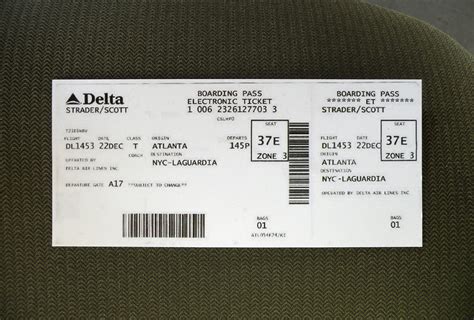 Delta
STRADER/SCOTT
BOARDING PASS
ELECTRONIC TICKET
1 006 2326127703 3
FLIGHT DATE CLASS ORIGIN DEPARTS
DL1453 22DEC T ATLANTA 145P
COACH DESTINATION
NYC-LAGUARDIA
OPERATED BY
DELTA AIR LINES INC
DEPARTURE GATE A17 **SUBJECT TO CHANGE**
SEAT
37E
ZONE 3
BAGS
01
BOARDING PASS
******* ET *******
STRADER/SCOTT
FLIGHT DATE
DL1453 22DEC
ORIGIN
ATLANTA
DESTINATION
NYC-LAGUARDIA
OPERATED BY DELTA AIR LINES INC
SEAT
37E
ZONE 3
BAGS
01